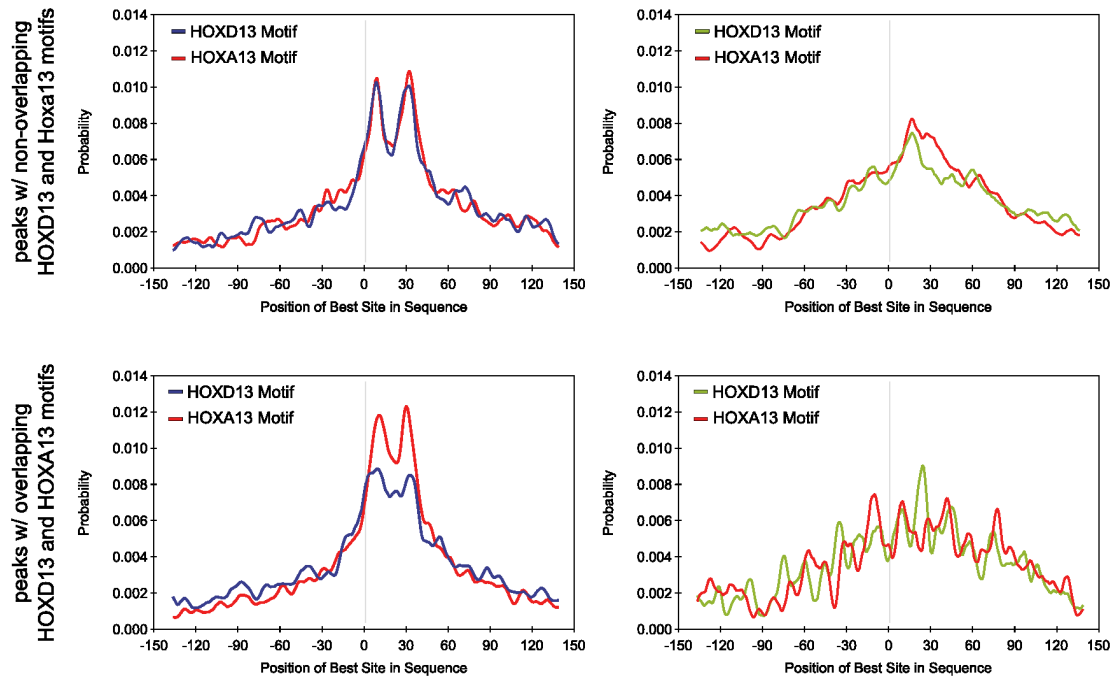 peaks w/ non-overlapping
HOXD13 and Hoxa13 motifs
Probability
0.014
0.012
0.010
0.008
0.006
0.004
0.002
0.000
HOXD13 Motif
HOXA13 Motif
-150 -120 -90 -60 -30 0 30 60 90 120 150
Position of Best Site in Sequence
Probability
0.014
0.012
0.010
0.008
0.006
0.004
0.002
0.000
HOXD13 Motif
HOXA13 Motif
-150 -120 -90 -60 -30 0 30 60 90 120 150
Position of Best Site in Sequence
peaks w/ overlapping
HOXD13 and HOXA13 motifs
Probability
0.014
0.012
0.010
0.008
0.006
0.004
0.002
0.000
HOXD13 Motif
HOXA13 Motif
-150 -120 -90 -60 -30 0 30 60 90 120 150
Position of Best Site in Sequence
Probability
0.014
0.012
0.010
0.008
0.006
0.004
0.002
0.000
HOXD13 Motif
HOXA13 Motif
-150 -120 -90 -60 -30 0 30 60 90 120 150
Position of Best Site in Sequence